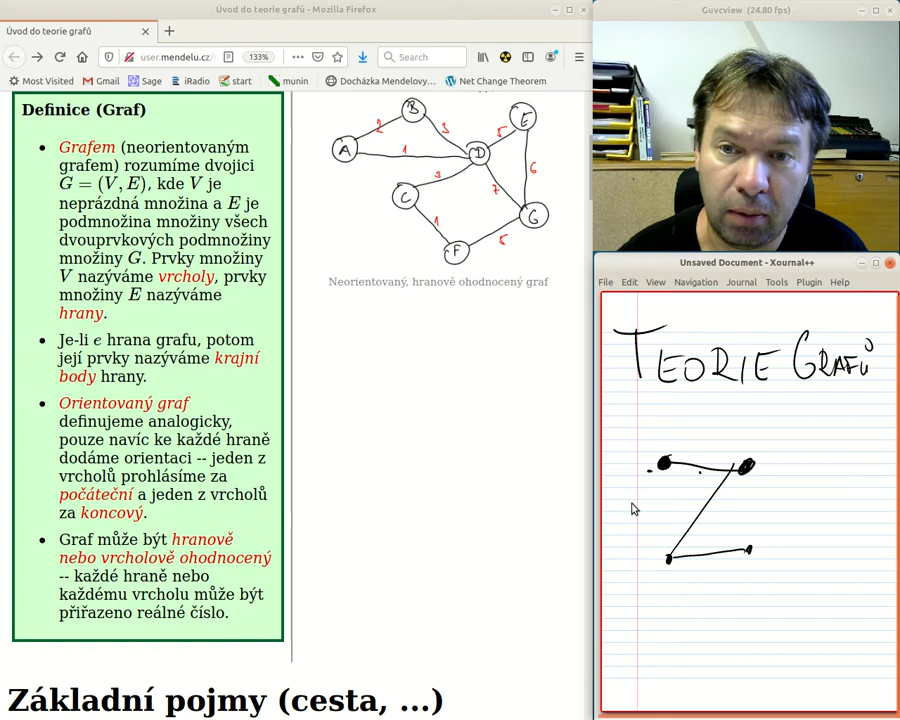 Úvod do teorie grafů - Mozilla Firefox
Úvod do teorie grafů
user.mendelu.cz/
133%
Search
Most Visited
Gmail
Sage
iRadio
start
munin
Docházka Mendelovy…
Net Change Theorem
Definice (Graf)
Grafem (neorientovaným
grafem) rozumíme dvojici
G = (V, E), kde V je
neprázdná množina a E je
podmnožina množiny všech
dvouprvkových podmnožiny
množiny G. Prvky množiny
V nazýváme vrcholy, prvky
množiny E nazýváme
hrany.
Je-li e hrana grafu, potom
její prvky nazýváme krajní
body hrany.
Orientovaný graf
definujeme analogicky,
pouze navíc ke každé hraně
dodáme orientaci -- jeden z
vrcholů prohlásíme za
počáteční a jeden z vrcholů
za koncový.
Graf může být hranově
nebo vrcholově ohodnocený
-- každé hraně nebo
každému vrcholu může být
přiřazeno reálné číslo.
B
E
2
3
5
A
1
D
6
3
7
C
G
1
5
F
Neorientovaný, hranově ohodnocený graf
Základní pojmy (cesta, ...)
Guvcview (24.80 fps)
Unsaved Document - Xournal++
File Edit View Navigation Journal Tools Plugin Help
TEORIE GRAFŮ